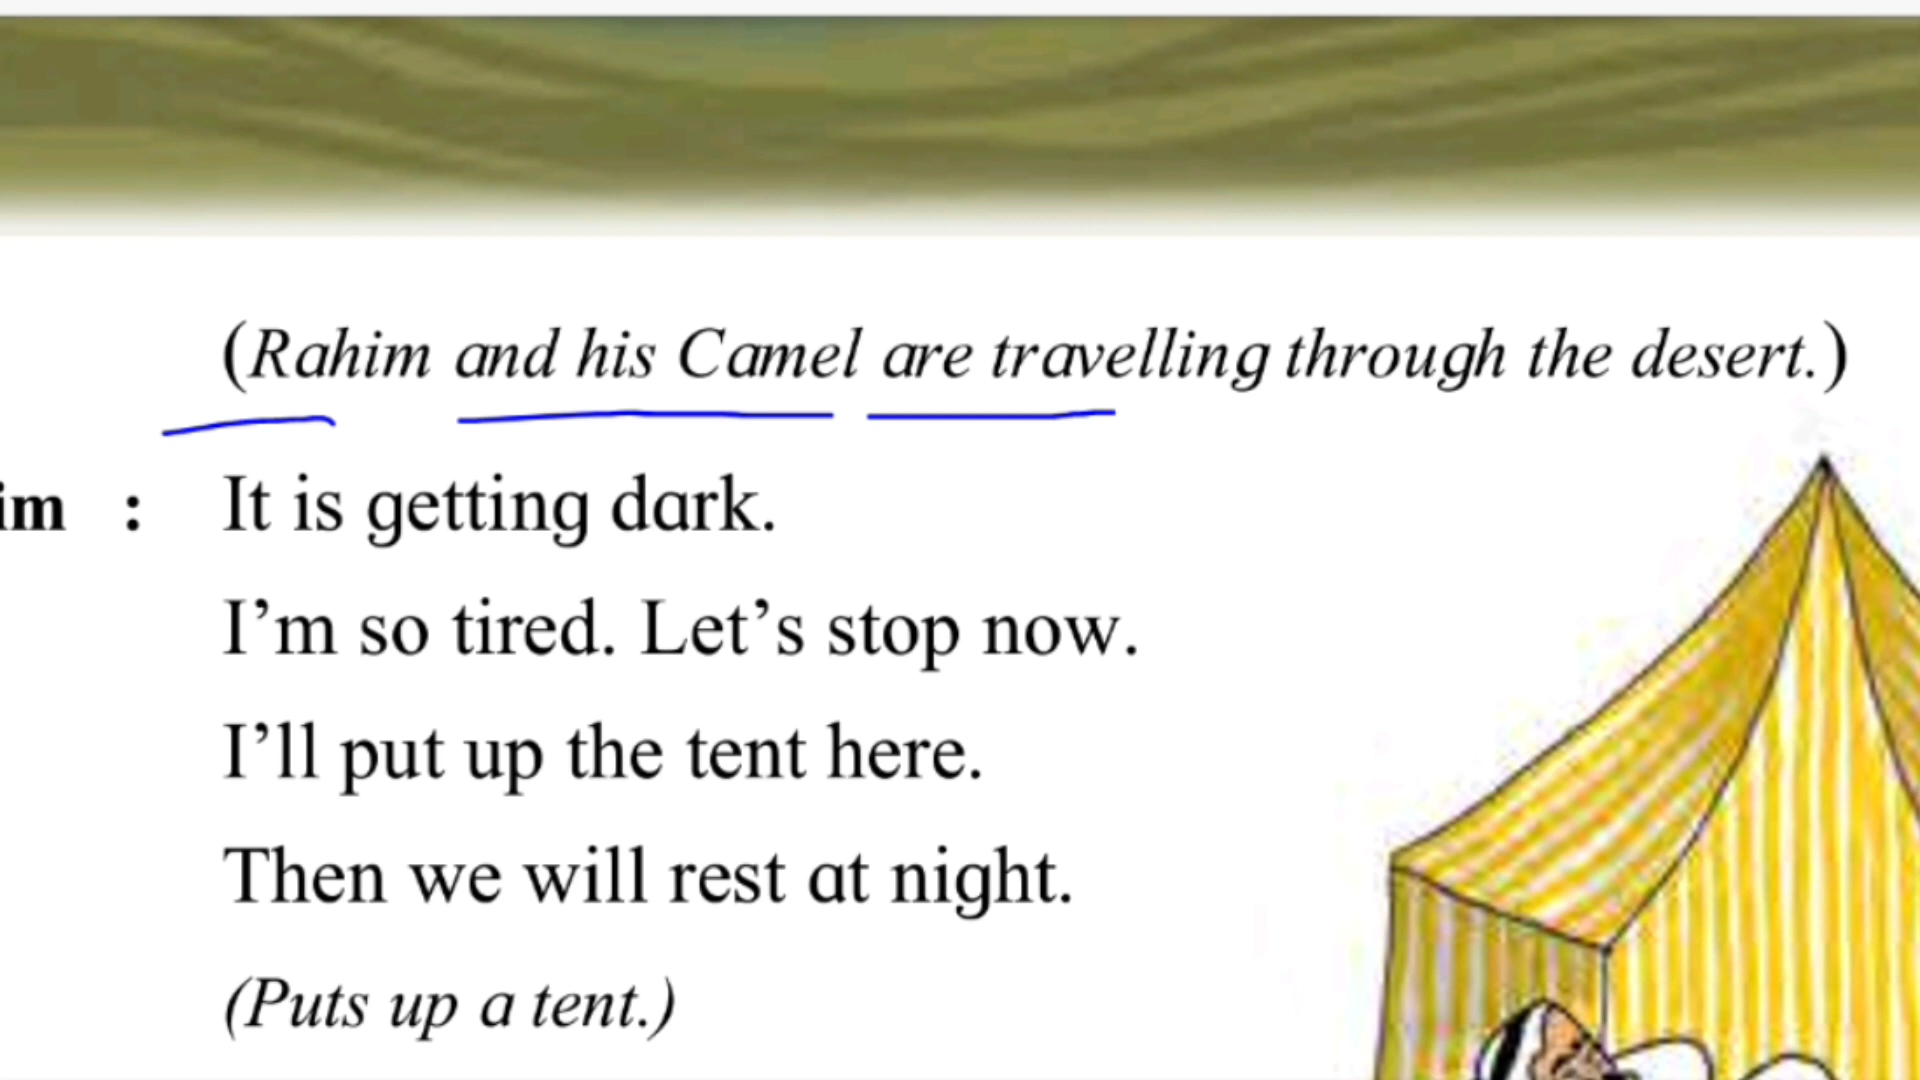 (Rahim and his Camel are travelling through the desert.)
im : It is getting dark.
I’m so tired. Let’s stop now.
I’ll put up the tent here.
Then we will rest at night.
(Puts up a tent.)